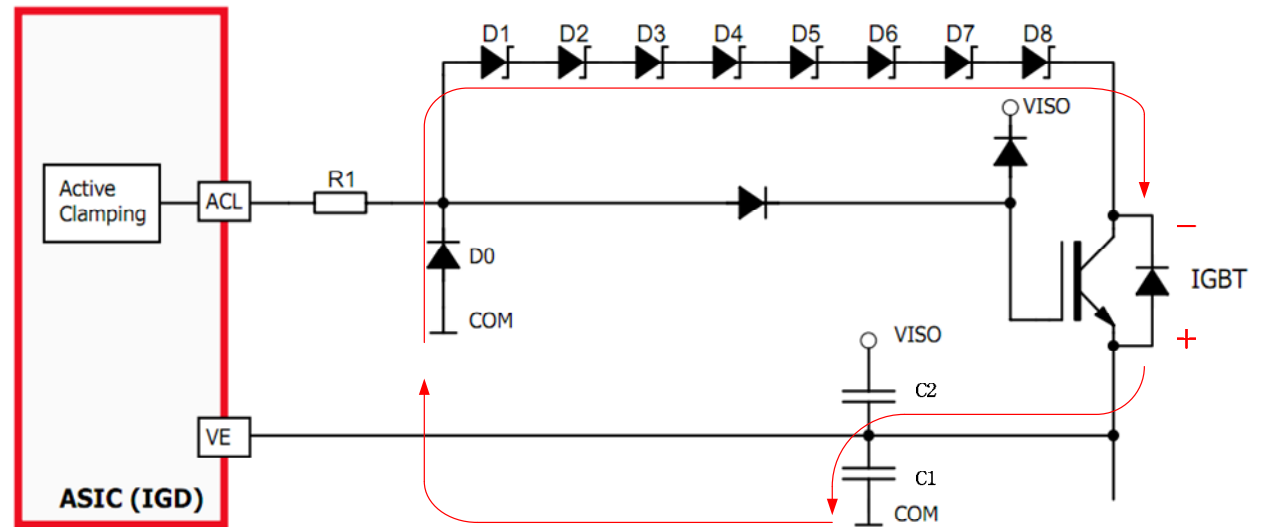 D1 D2 D3 D4 D5 D6 D7 D8
VISO
Active
Clamping
ACL
R1
D0
IGBT
COM
VISO
C2
VE
C1
ASIC (IGD)
COM
− 
+